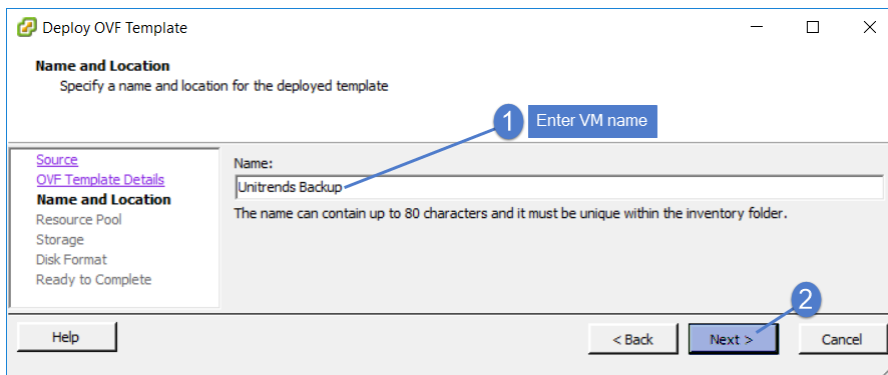 Deploy OVF Template
Name and Location
Specify a name and location for the deployed template
1 Enter VM name
Source
OVF Template Details
Name and Location
Resource Pool
Storage
Disk Format
Ready to Complete
Name:
Unitrends Backup
The name can contain up to 80 characters and it must be unique within the inventory folder.
2
Help
< Back
Next >
Cancel